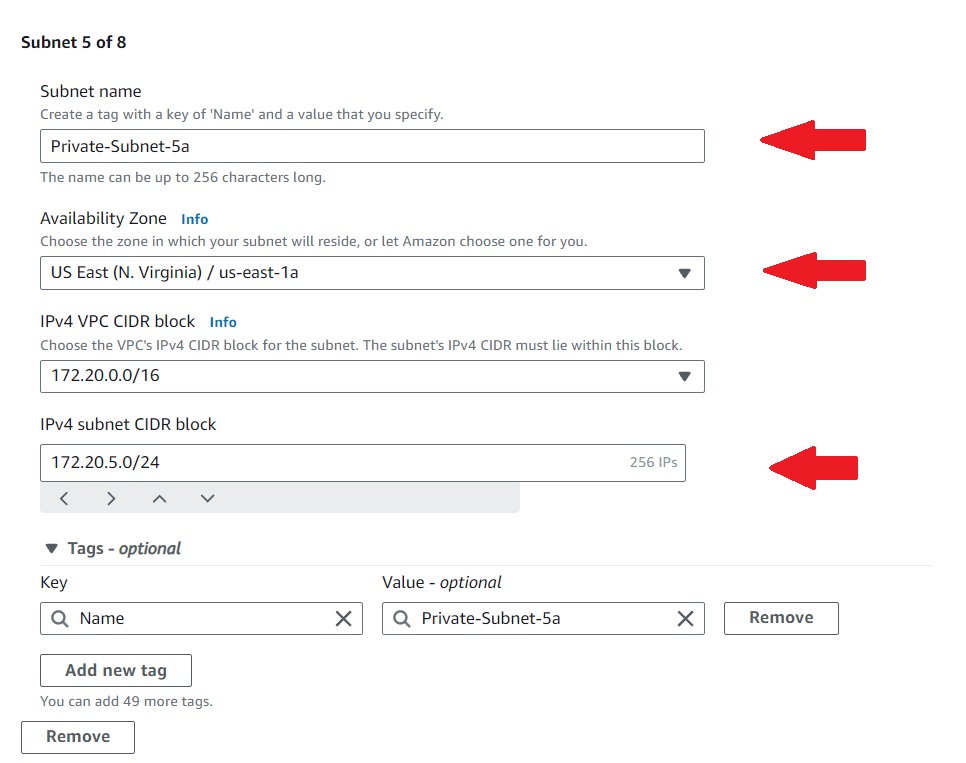 Subnet 5 of 8
Subnet name
Create a tag with a key of 'Name' and a value that you specify.
Private-Subnet-5a
The name can be up to 256 characters long.
Availability Zone Info
Choose the zone in which your subnet will reside, or let Amazon choose one for you.
US East (N. Virginia) / us-east-1a
IPv4 VPC CIDR block Info
Choose the VPC's IPv4 CIDR block for the subnet. The subnet's IPv4 CIDR must lie within this block.
172.20.0.0/16
IPv4 subnet CIDR block
172.20.5.0/24 256 IPs
Tags - optional
Key Value - optional
Name Private-Subnet-5a Remove
Add new tag
You can add 49 more tags.
Remove